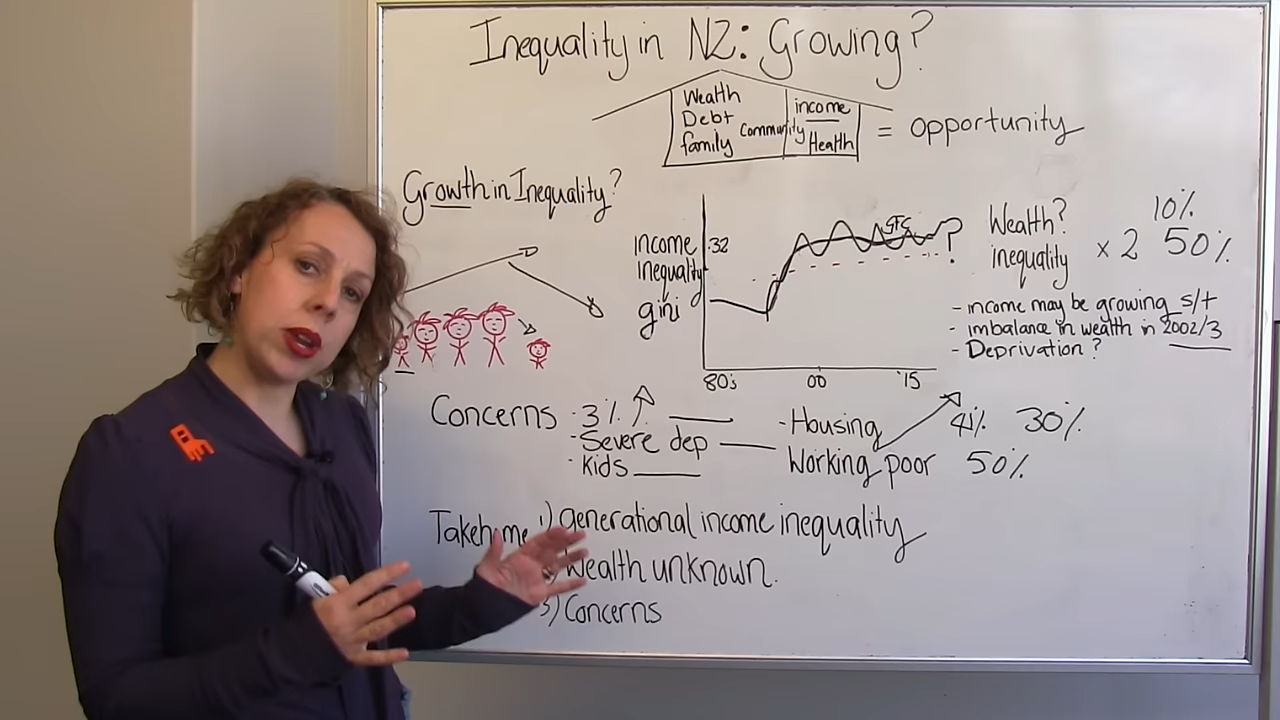 Inequality in NZ: Growing?
Wealth
Debt
family
Community
income
Health
= opportunity
Growth in Inequality?
income
inequality
gini
32
GFC
?
80's
00
'15
Wealth?
inequality
x 2
10%
50%
- income may be growing s/t
- imbalance in wealth in 2002/3
- Deprivation?
Concerns
· 3%
· Severe dep
· Kids
- Housing
Working poor
41% 30%
50%
1) generational income inequality
Wealth unknown.
3) Concerns